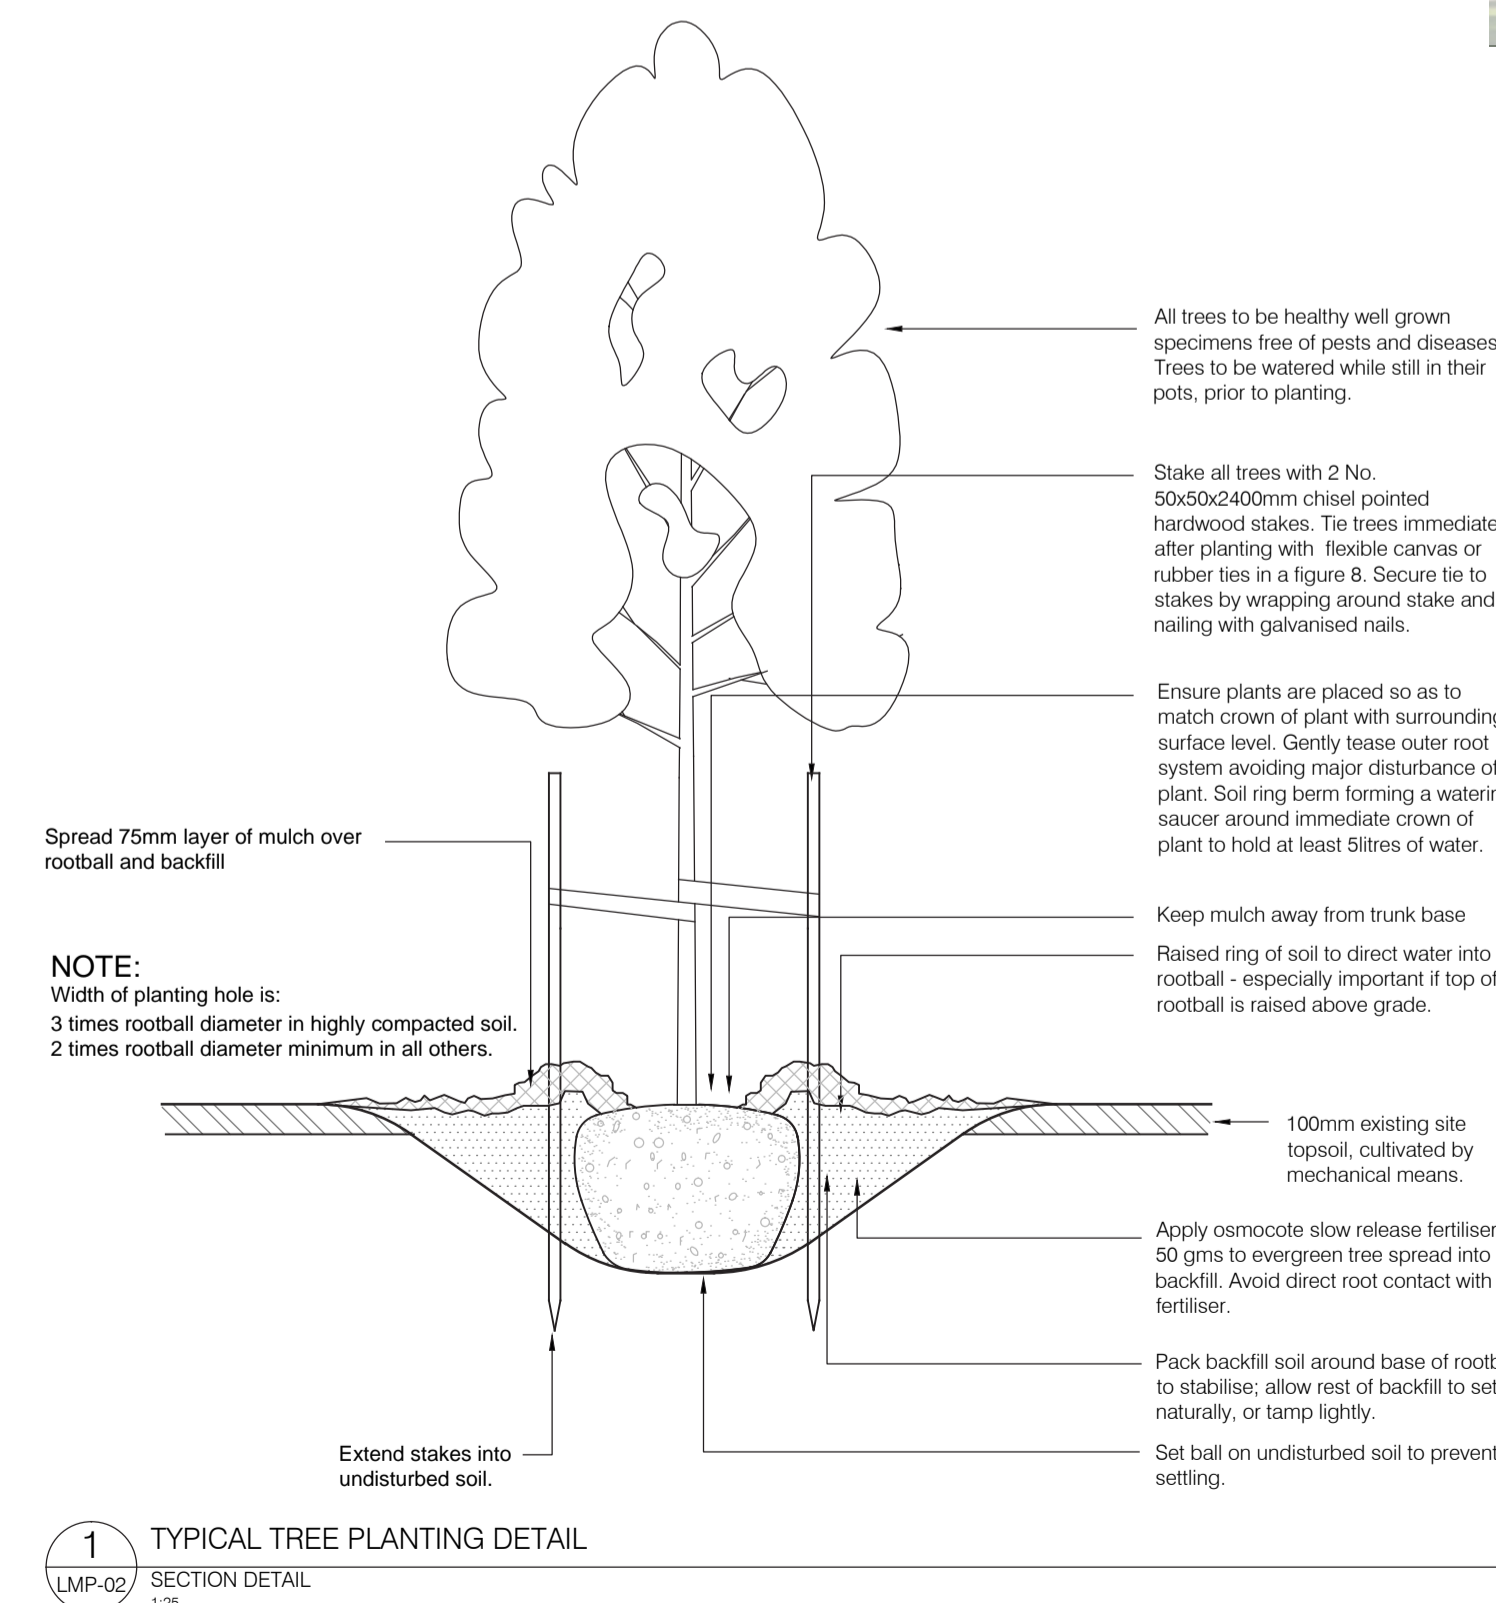 All trees to be healthy well grown
specimens free of pests and diseases
Trees to be watered while still in their
pots, prior to planting.
Stake all trees with 2 No.
50x50x2400mm chisel pointed
hardwood stakes. Tie trees immediate
after planting with flexible canvas or
rubber ties in a figure 8. Secure tie to
stakes by wrapping around stake and
nailing with galvanised nails.
Ensure plants are placed so as to
match crown of plant with surrounding
surface level. Gently tease outer root
system avoiding major disturbance of
plant. Soil ring berm forming a waterin
saucer around immediate crown of
plant to hold at least 5litres of water.
Spread 75mm layer of mulch over
rootball and backfill
Keep mulch away from trunk base
NOTE:
Width of planting hole is:
3 times rootball diameter in highly compacted soil.
2 times rootball diameter minimum in all others.
Raised ring of soil to direct water into
rootball - especially important if top of
rootball is raised above grade.
100mm existing site
topsoil, cultivated by
mechanical means.
Apply osmocote slow release fertiliser
50 gms to evergreen tree spread into
backfill. Avoid direct root contact with
fertiliser.
Pack backfill soil around base of rootb
to stabilise; allow rest of backfill to set
naturally, or tamp lightly.
Extend stakes into
undisturbed soil.
Set ball on undisturbed soil to prevent
settling.
1
LMP-02
TYPICAL TREE PLANTING DETAIL
SECTION DETAIL
1:25